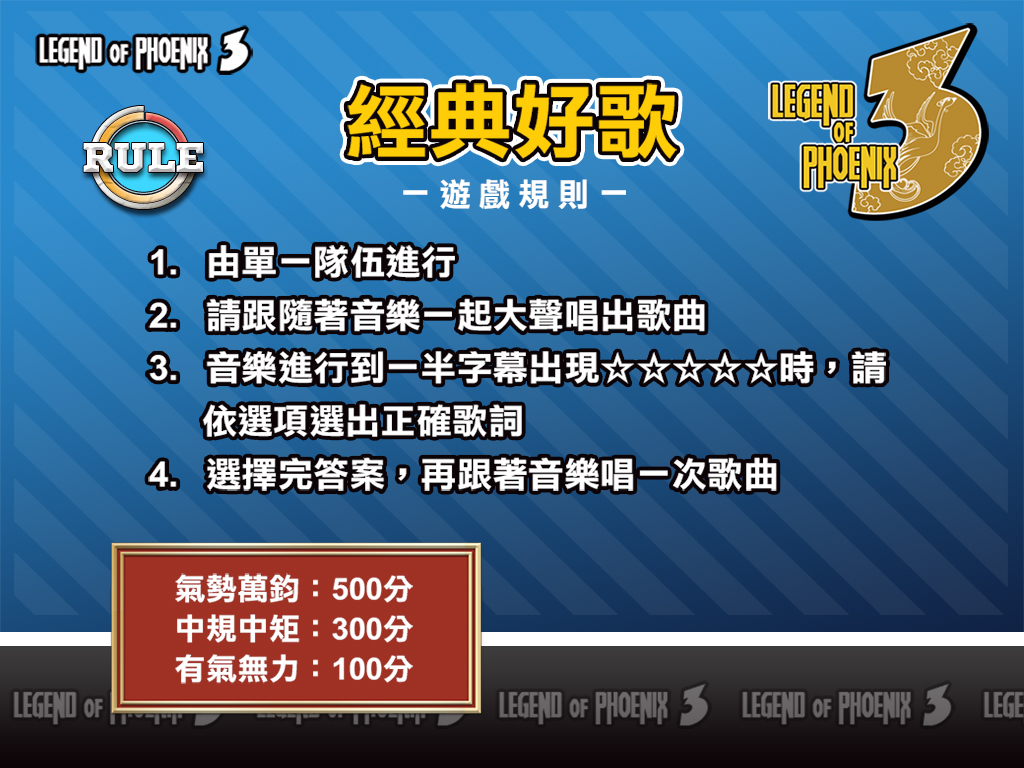 LEGEND OF PHOENIX 3
LEGEND
OF
PHOENIX
3
RULE
經典好歌
－遊戲規則－
1. 由單一隊伍進行
2. 請跟隨著音樂一起大聲唱出歌曲
3. 音樂進行到一半字幕出現☆☆☆☆☆時，請
依選項選出正確歌詞
4. 選擇完答案，再跟著音樂唱一次歌曲
氣勢萬鈞：500分
中規中矩：300分
有氣無力：100分
LEGEND OF
LEGEND OF PHOENIX 3
LEGEND OF PHOENIX 3
LEGE